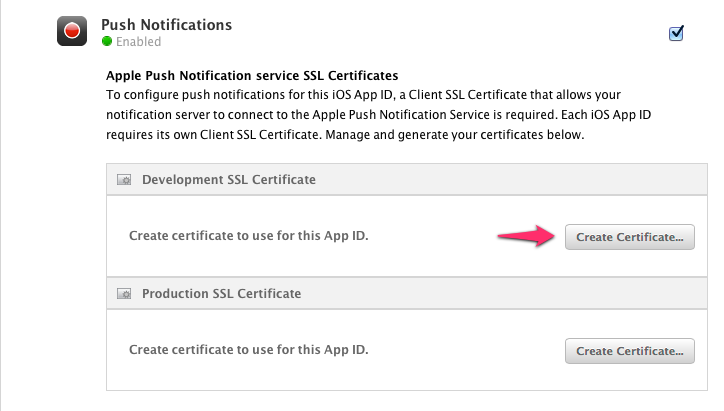 Push Notifications
Enabled
Apple Push Notification service SSL Certificates
To configure push notifications for this iOS App ID, a Client SSL Certificate that allows your
notification server to connect to the Apple Push Notification Service is required. Each iOS App ID
requires its own Client SSL Certificate. Manage and generate your certificates below.
Development SSL Certificate
Create certificate to use for this App ID.
Create Certificate...
Production SSL Certificate
Create certificate to use for this App ID.
Create Certificate...